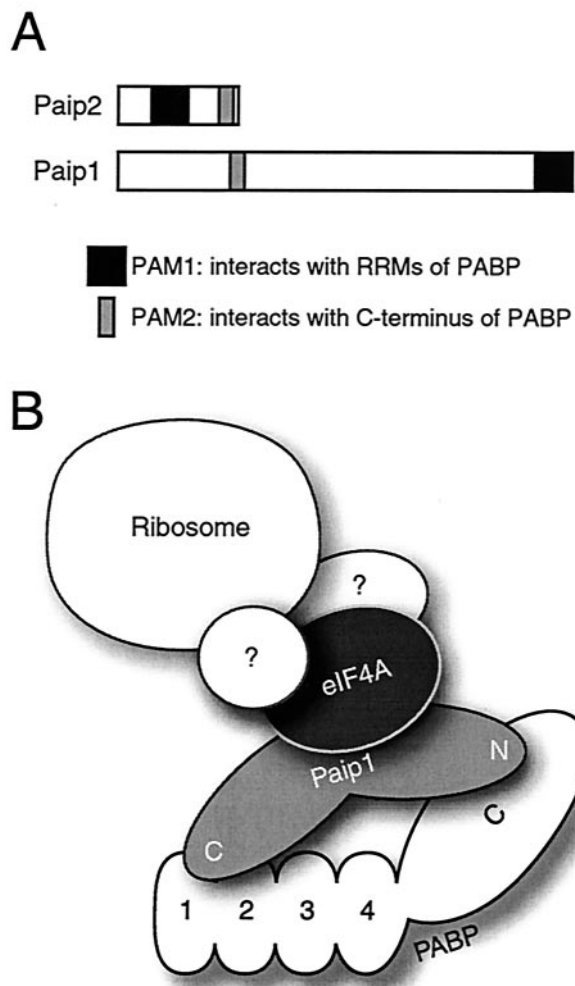 A
Paip2
Paip1
PAM1: interacts with RRMs of PABP
PAM2: interacts with C-terminus of PABP
B
Ribosome
?
?
eIF4A
Paip1
N
C
C
1 2 3 4
PABP